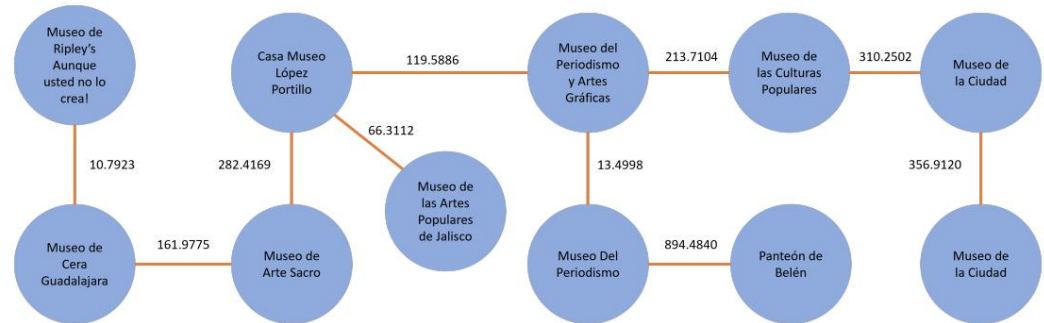 Museo de
Ripley's
Aunque
usted no lo
crea!
Casa Museo
López
Portillo
119.5886
Museo del
Periodismo
y Artes
Gráficas
213.7104
Museo de
las Culturas
Populares
310.2502
Museo de
la Ciudad
10.7923
282.4169
66.3112
13.4998
356.9120
Museo de
las Artes
Populares
de Jalisco
Museo de
Cera
Guadalajara
161.9775
Museo de
Arte Sacro
Museo Del
Periodismo
894.4840
Panteón de
Belén
Museo de
la Ciudad